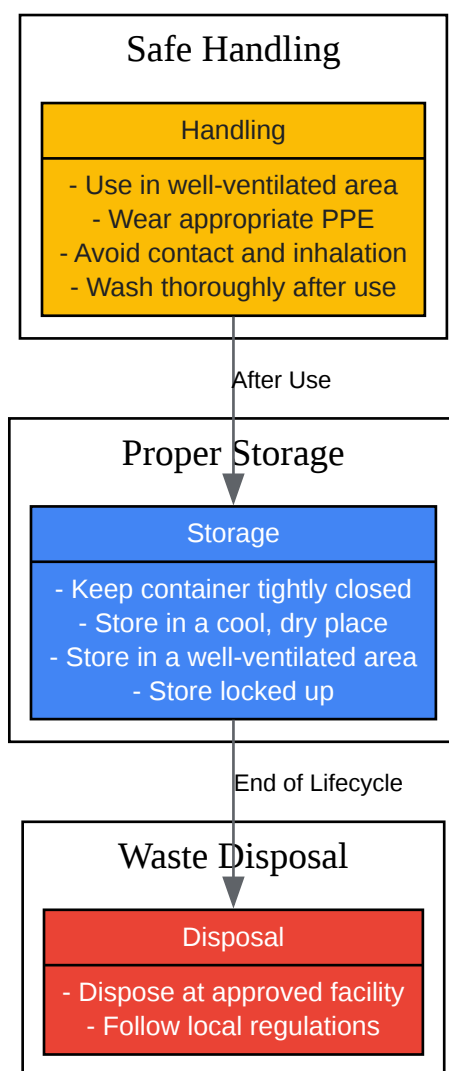 Safe Handling
Handling
- Use in well-ventilated area
- Wear appropriate PPE
- Avoid contact and inhalation
- Wash thoroughly after use
After Use
Proper Storage
Storage
- Keep container tightly closed
- Store in a cool, dry place
- Store in a well-ventilated area
- Store locked up
End of Lifecycle
Waste Disposal
Disposal
- Dispose at approved facility
- Follow local regulations